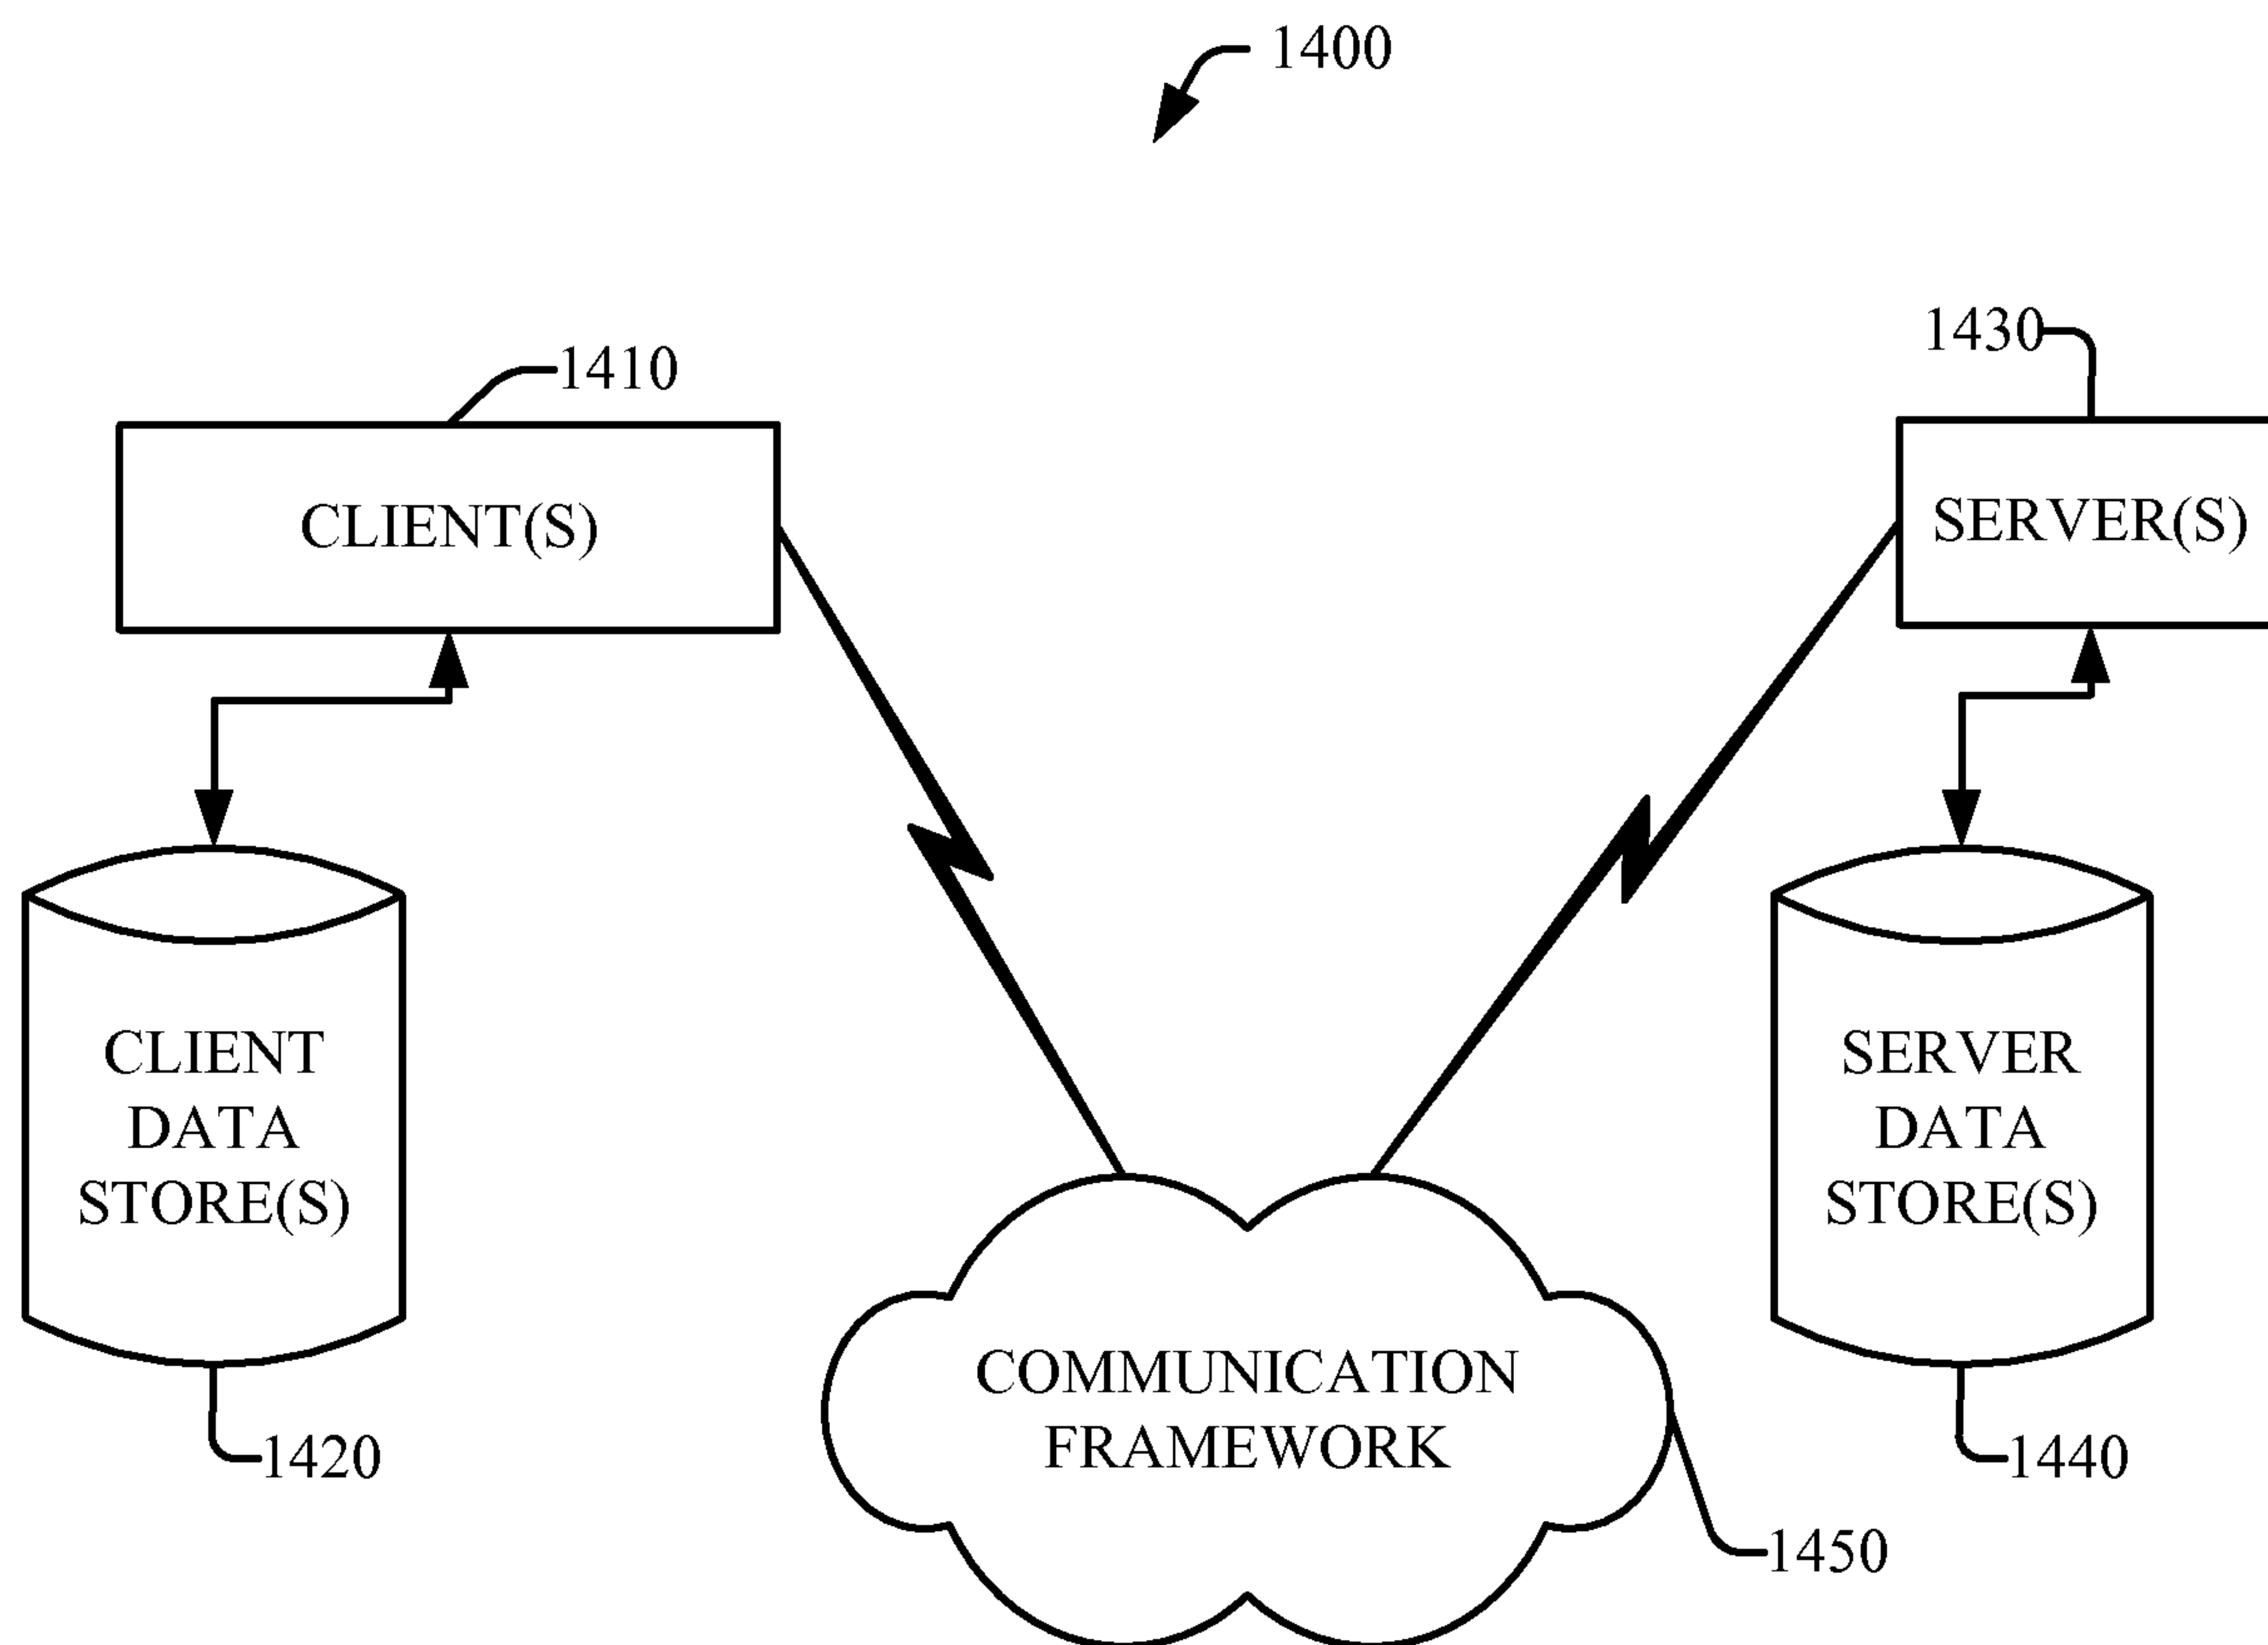 1400
1410
1430
CLIENT(S)
SERVER(S)
CLIENT
DATA
STORE(S)
SERVER
DATA
STORE(S)
COMMUNICATION
FRAMEWORK
1420
1440
1450